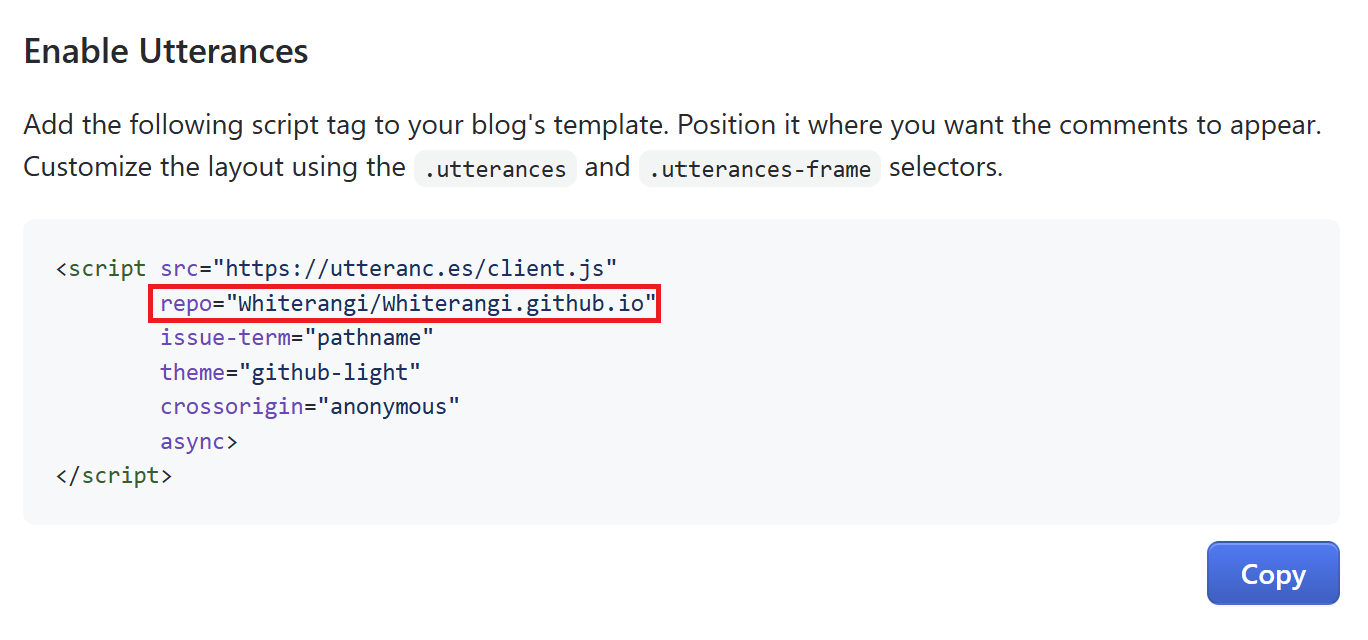 Enable Utterances
Add the following script tag to your blog's template. Position it where you want the comments to appear.
Customize the layout using the .utterances and .utterances-frame selectors.
<script src="https://utteranc.es/client.js"
repo="Whiterangi/Whiterangi.github.io"
issue-term="pathname"
theme="github-light"
crossorigin="anonymous"
async>
</script>
Copy